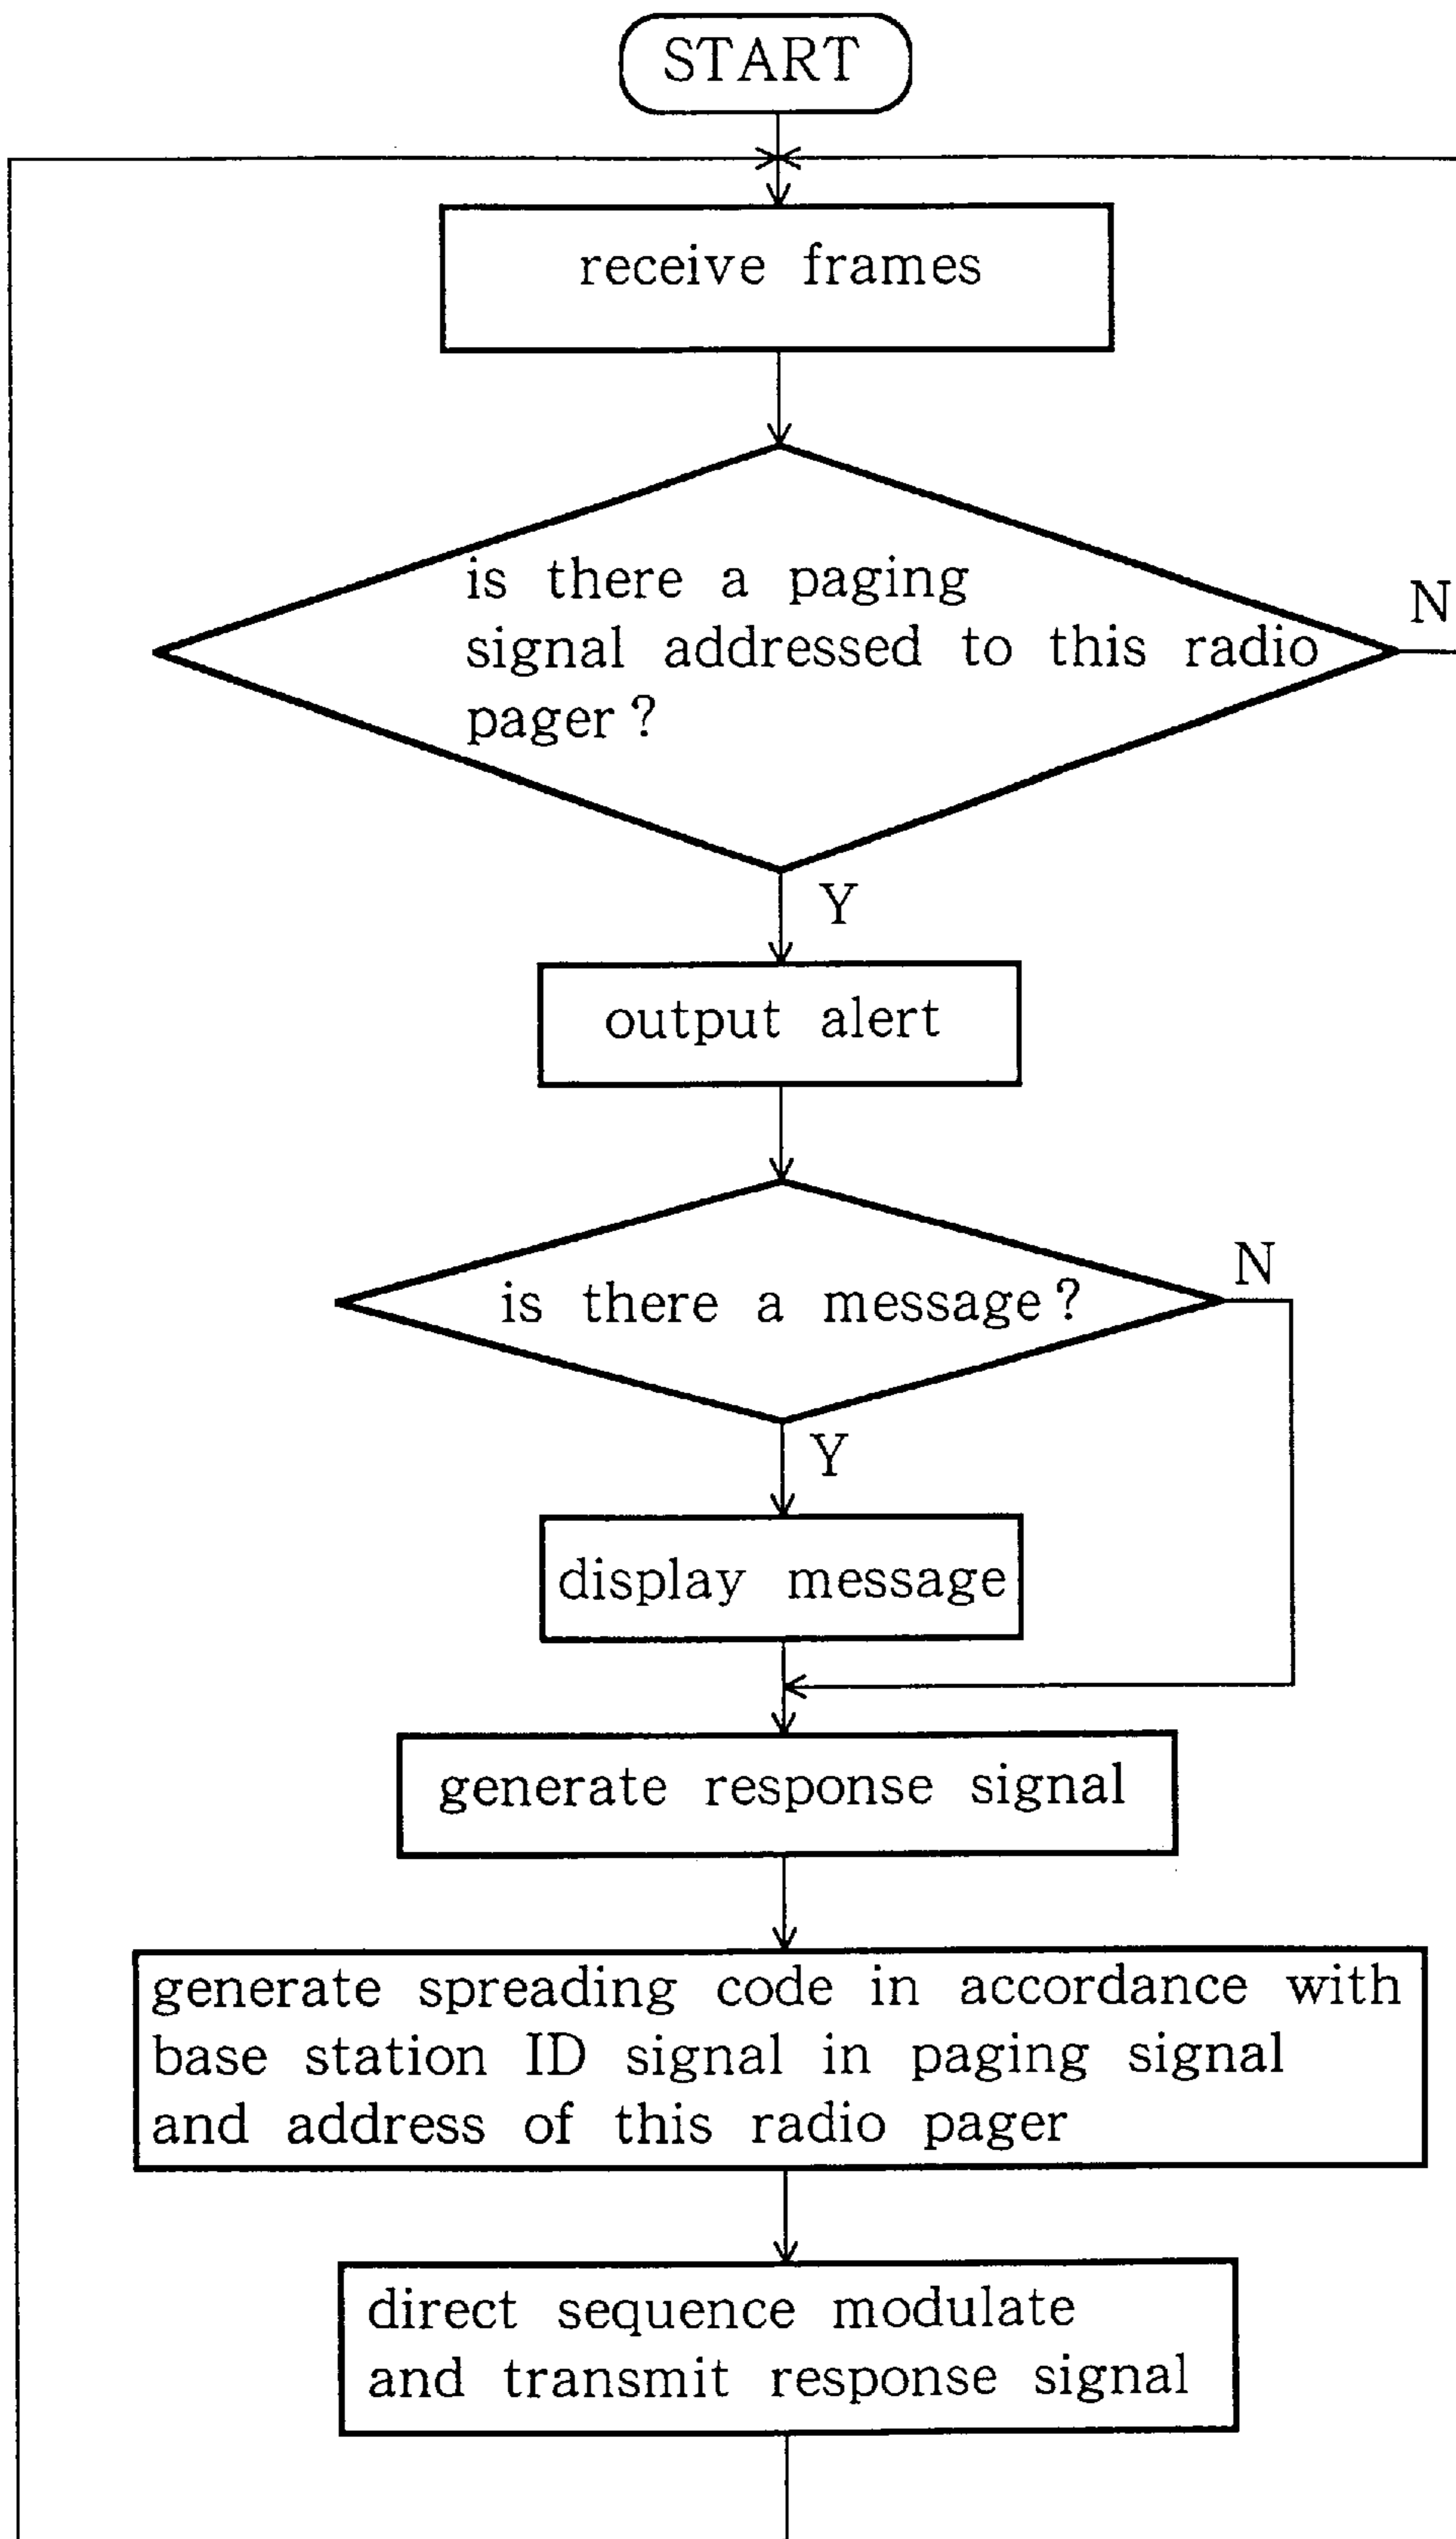 START
receive frames
is there a paging
signal addressed to this radio
pager?
N
Y
output alert
is there a message?
N
Y
display message
generate response signal
generate spreading code in accordance with
base station ID signal in paging signal
and address of this radio pager
direct sequence modulate
and transmit response signal